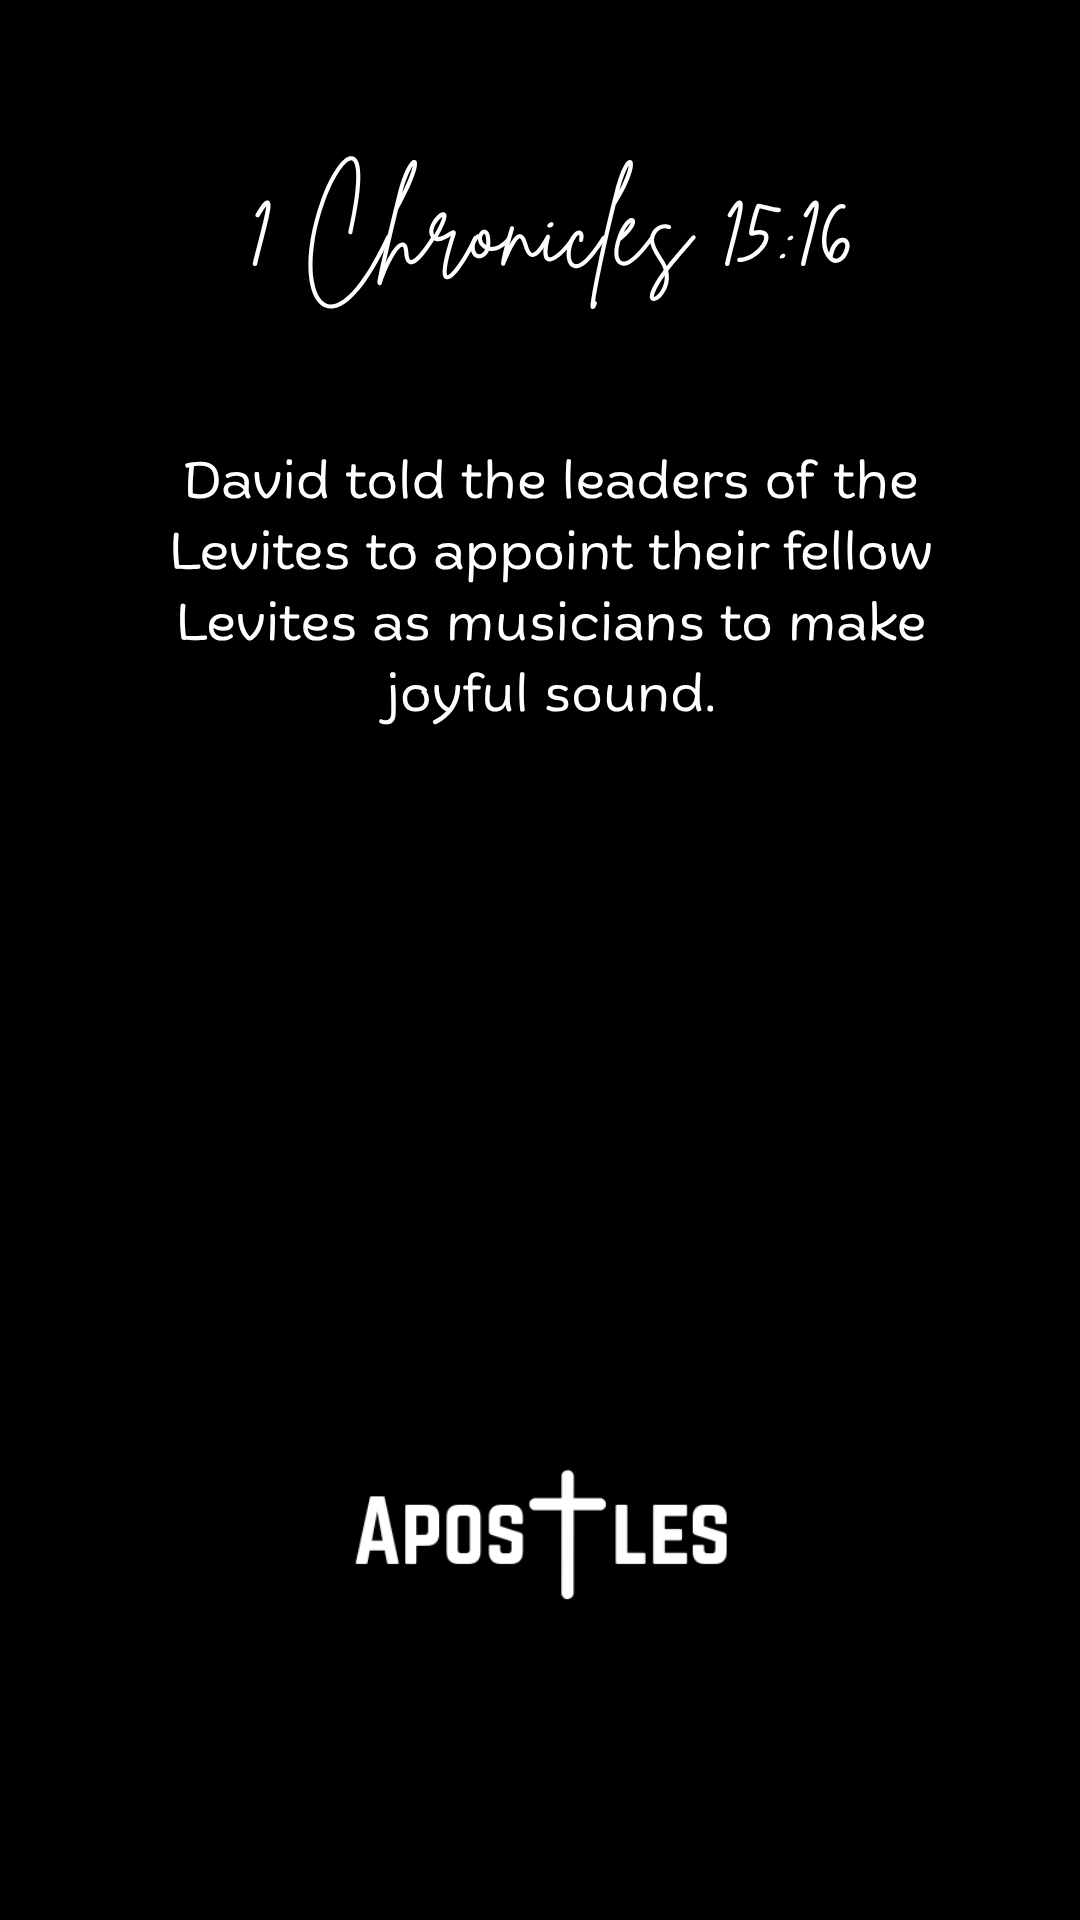 1 Chronicles 15:16
David told the leaders of the
Levites to appoint their fellow
Levites as musicians to make
joyful sound.
Apostles